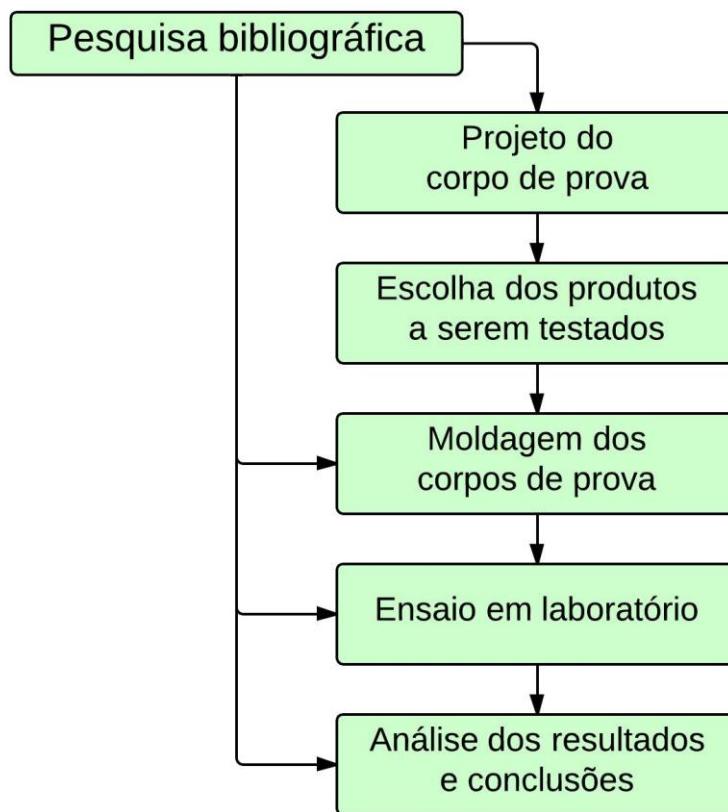 Pesquisa bibliográfica
Projeto do
corpo de prova
Escolha dos produtos
a serem testados
Moldagem dos
corpos de prova
Ensaio em laboratório
Análise dos resultados
e conclusões